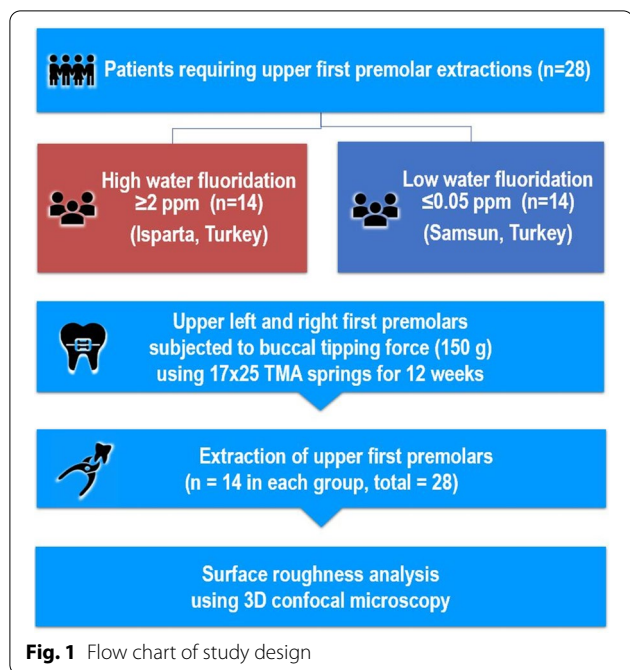 Patients requiring upper first premolar extractions (n=28)
High water fluoridation
≥2 ppm (n=14)
(Isparta, Turkey)
Low water fluoridation
≤0.05 ppm (n=14)
(Samsun, Turkey)
Upper left and right first premolars
subjected to buccal tipping force (150 g)
using 17x25 TMA springs for 12 weeks
Extraction of upper first premolars
(n = 14 in each group, total = 28)
Surface roughness analysis
using 3D confocal microscopy
Fig. 1 Flow chart of study design